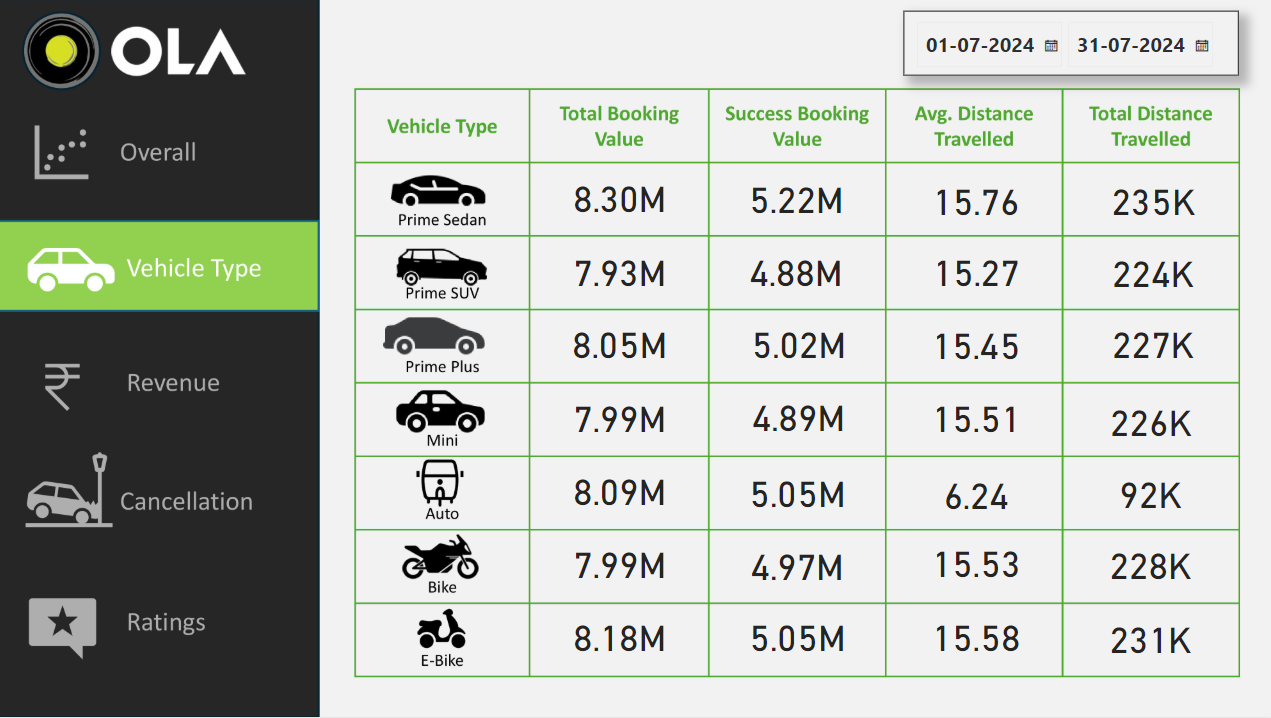 OLA
01-07-2024 31-07-2024
Overall
Vehicle Type
Revenue
Cancellation
Ratings
Vehicle Type Total Booking Value Success Booking Value Avg. Distance Travelled Total Distance Travelled
Prime Sedan 8.30M 5.22M 15.76 235K
Prime SUV 7.93M 4.88M 15.27 224K
Prime Plus 8.05M 5.02M 15.45 227K
Mini 7.99M 4.89M 15.51 226K
Auto 8.09M 5.05M 6.24 92K
Bike 7.99M 4.97M 15.53 228K
E-Bike 8.18M 5.05M 15.58 231K